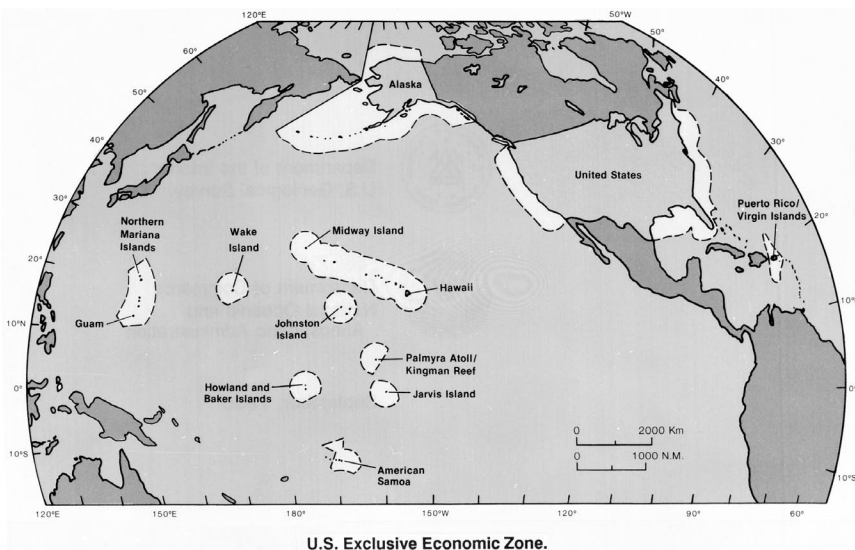 120°E
50°W
50°
50°
40°
40°
30°
30°
20°
20°
10°N
10°N
0°
0°
10°S
10°S
Alaska
United States
Puerto Rico/
Virgin Islands
Northern
Mariana
Islands
Wake
Island
Midway Island
Hawaii
Guam
Johnston
Island
Palmyra Atoll/
Kingman Reef
Howland and
Baker Islands
Jarvis Island
American
Samoa
0 2000 Km
0 1000 N.M.
120°E 150°E 180° 150°W 120° 90° 60°
U.S. Exclusive Economic Zone.